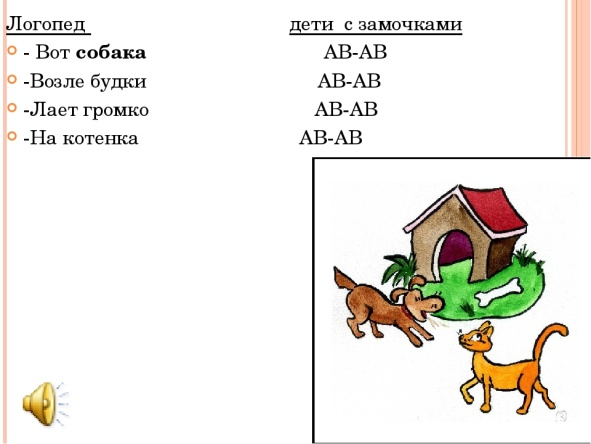 Логопед дети с замочками
- Вот собака АВ-АВ
-Возле будки АВ-АВ
-Лает громко АВ-АВ
-На котенка АВ-АВ